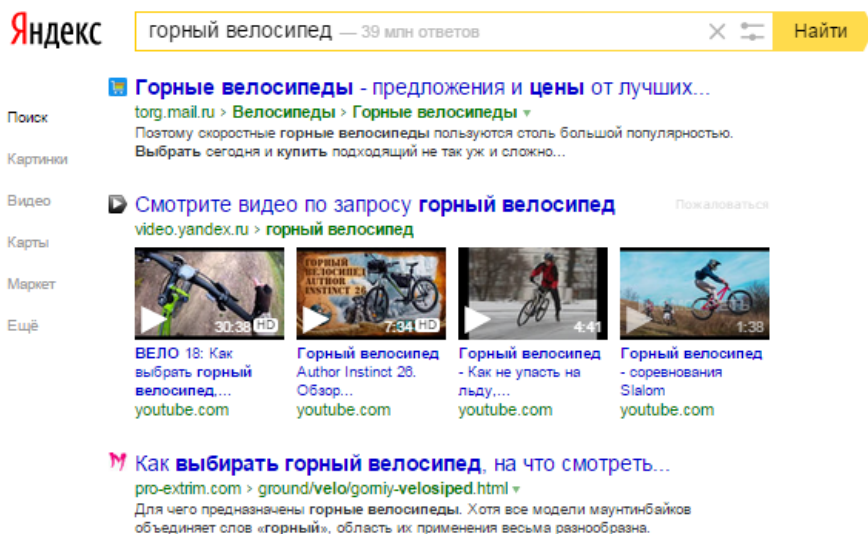 Яндекс
горный велосипед — 39 млн ответов
Найти
Поиск
Картинки
Видео
Карты
Маркет
Ещё
Горные велосипеды - предложения и цены от лучших...
torg.mail.ru › Велосипеды › Горные велосипеды
Поэтому скоростные горные велосипеды пользуются столь большой популярностью.
Выбрать сегодня и купить подходящий не так уж и сложно...
Смотрите видео по запросу горный велосипед
Пожаловаться
video.yandex.ru › горный велосипед
30:38 HD
ГОРНЫЙ
ВЕЛОСИПЕД
AUTHOR
INSTINCT 26
7:34 HD
4:41
1:38
ВЕЛО 18: Как
выбрать горный
велосипед,...
youtube.com
Горный велосипед
Author Instinct 26.
Обзор...
youtube.com
Горный велосипед
- Как не упасть на
льду,...
youtube.com
Горный велосипед
- соревнования
Slalom
youtube.com
Как выбирать горный велосипед, на что смотреть...
pro-extrim.com › ground/velo/gorniy-velosiped.html
Для чего предназначены горные велосипеды. Хотя все модели маунтинбайков
объединяет слов «горный», область их применения весьма разнообразна.